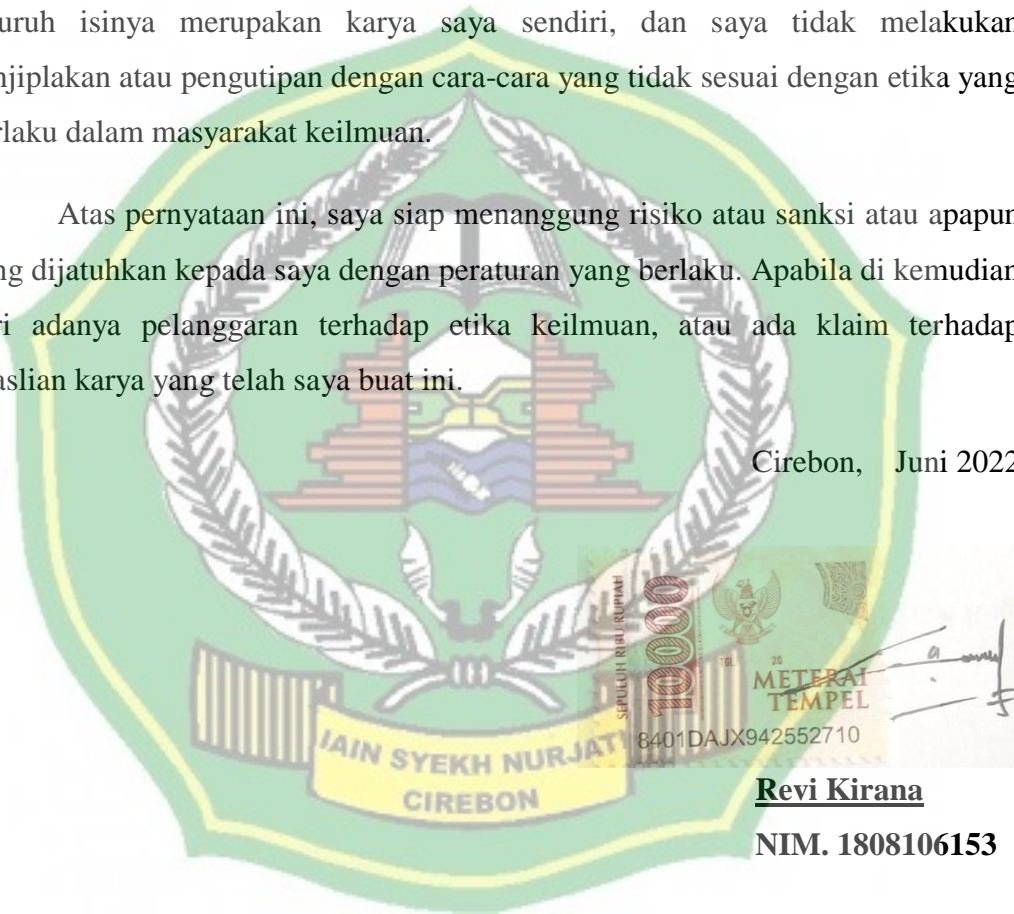 uruh isinya merupakan karya saya sendiri, dan saya tidak melakukan
njiplakan atau pengutipan dengan cara-cara yang tidak sesuai dengan etika yang
rlaku dalam masyarakat keilmuan.
Atas pernyataan ini, saya siap menanggung risiko atau sanksi atau apapun
ng dijatuhkan kepada saya dengan peraturan yang berlaku. Apabila di kemudian
ri adanya pelanggaran terhadap etika keilmuan, atau ada klaim terhadap
aslian karya yang telah saya buat ini.
Cirebon, Juni 2022
SEPULUH RIBU RUPIAH
10000
TGL. 20
METERAI
TEMPEL
8401DAJX942552710
IAIN SYEKH NURJATI
CIREBON
Revi Kirana
NIM. 1808106153